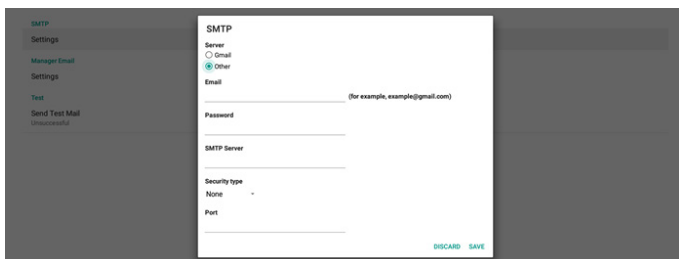 SMTP
Settings
Manager Email
Settings
Test
Send Test Mail
Unsuccessful
SMTP
Server
Gmail
Other
Email
(for example, example@gmail.com)
Password
SMTP Server
Security type
None
Port
DISCARD SAVE